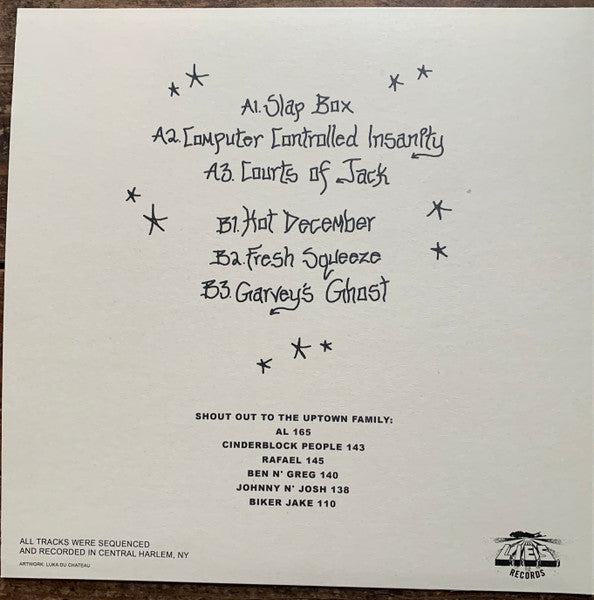 A1. Slap Box
A2. Computer Controlled Insanity
A3. Courts of Jack
B1. Hot December
B2. Fresh Squeeze
B3. Garvey's Ghost
SHOUT OUT TO THE UPTOWN FAMILY:
AL 165
CINDERBLOCK PEOPLE 143
RAFAEL 145
BEN N' GREG 140
JOHNNY N' JOSH 138
BIKER JAKE 110
ALL TRACKS WERE SEQUENCED
AND RECORDED IN CENTRAL HARLEM, NY
ARTWORK: LUKA DU CHATEAU
L.I.E.S.
RECORDS